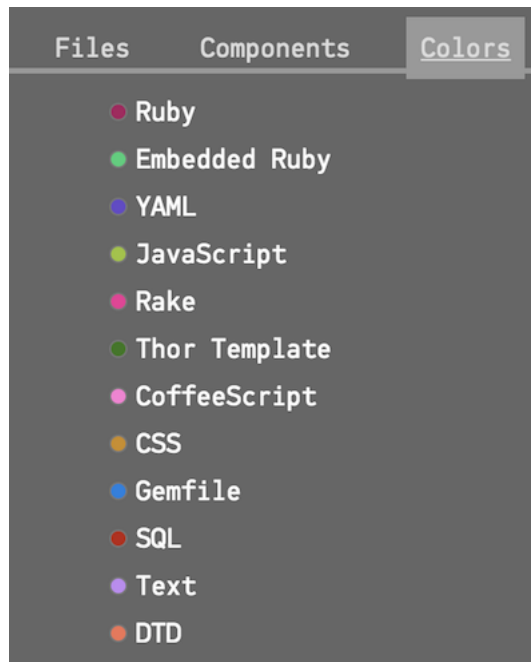 Files Components Colors
Ruby
Embedded Ruby
YAML
JavaScript
Rake
Thor Template
CoffeeScript
CSS
Gemfile
SQL
Text
DTD